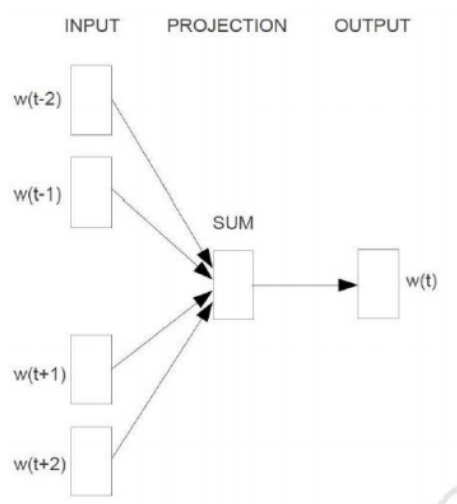 INPUT PROJECTION OUTPUT
w(t-2)
w(t-1)
SUM
w(t)
w(t+1)
w(t+2)